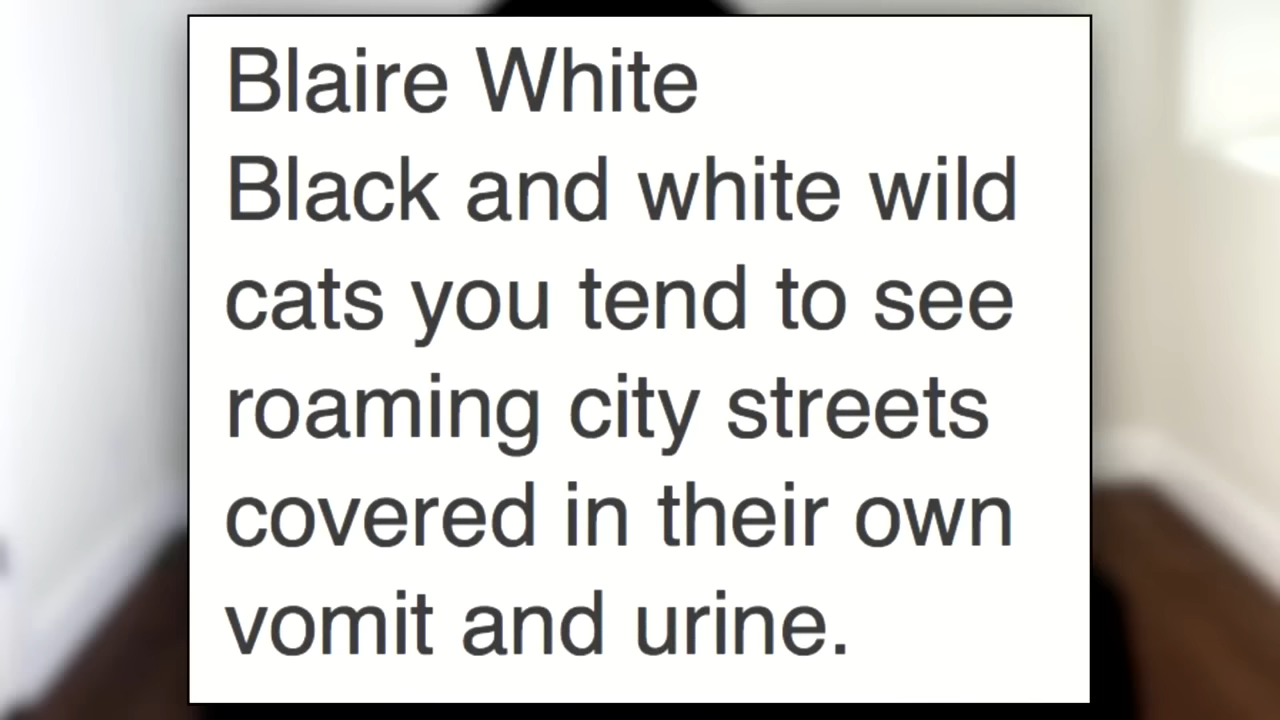 Blaire White
Black and white wild
cats you tend to see
roaming city streets
covered in their own
vomit and urine.